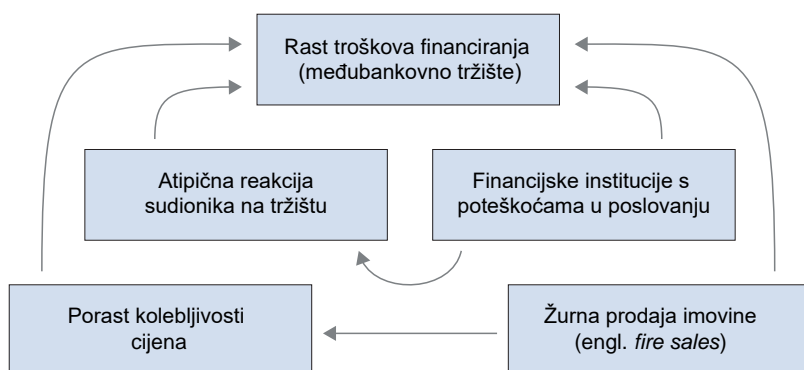 Rast troškova financiranja
(međubankovno tržište)
Atipična reakcija
sudionika na tržištu
Financijske institucije s
poteškoćama u poslovanju
Porast kolebljivosti
cijena
Žurna prodaja imovine
(engl. fire sales)